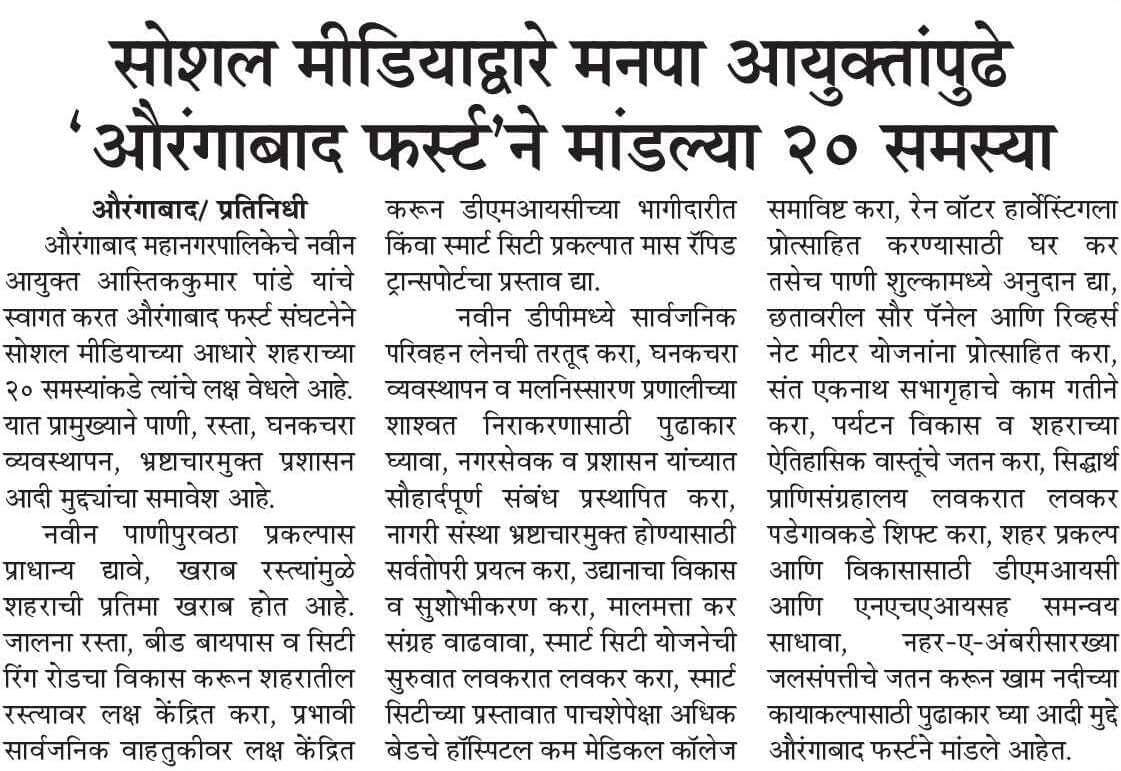 सोशल मीडियाद्वारे मनपा आयुक्तांपुढे
‘औरंगाबाद फर्स्ट’ने मांडल्या २० समस्या
औरंगाबाद/ प्रतिनिधी
औरंगाबाद महानगरपालिकेचे नवीन
आयुक्त आस्तिककुमार पांडे यांचे
स्वागत करत औरंगाबाद फर्स्ट संघटनेने
सोशल मीडियाच्या आधारे शहराच्या
२० समस्यांकडे त्यांचे लक्ष वेधले आहे.
यात प्रामुख्याने पाणी, रस्ता, घनकचरा
व्यवस्थापन, भ्रष्टाचारमुक्त प्रशासन
आदी मुद्द्यांचा समावेश आहे.
नवीन पाणीपुरवठा प्रकल्पास
प्राधान्य द्यावे, खराब रस्त्यांमुळे
शहराची प्रतिमा खराब होत आहे.
जालना रस्ता, बीड बायपास व सिटी
रिंग रोडचा विकास करून शहरातील
रस्त्यावर लक्ष केंद्रित करा, प्रभावी
सार्वजनिक वाहतुकीवर लक्ष केंद्रित
करून डीएमआयसीच्या भागीदारीत
किंवा स्मार्ट सिटी प्रकल्पात मास रॅपिड
ट्रान्सपोर्टचा प्रस्ताव द्या.
नवीन डीपीमध्ये सार्वजनिक
परिवहन लेनची तरतूद करा, घनकचरा
व्यवस्थापन व मलनिस्सारण प्रणालीच्या
शाश्वत निराकरणासाठी पुढाकार
घ्यावा, नगरसेवक व प्रशासन यांच्यात
सौहार्दपूर्ण संबंध प्रस्थापित करा,
नागरी संस्था भ्रष्टाचारमुक्त होण्यासाठी
सर्वतोपरी प्रयत्न करा, उद्यानाचा विकास
व सुशोभीकरण करा, मालमत्ता कर
संग्रह वाढवावा, स्मार्ट सिटी योजनेची
सुरुवात लवकरात लवकर करा, स्मार्ट
सिटीच्या प्रस्तावात पाचशेपेक्षा अधिक
बेडचे हॉस्पिटल कम मेडिकल कॉलेज
समाविष्ट करा, रेन वॉटर हार्वेस्टिंगला
प्रोत्साहित करण्यासाठी घर कर
तसेच पाणी शुल्कामध्ये अनुदान द्या,
छतावरील सौर पॅनेल आणि रिव्हर्स
नेट मीटर योजनांना प्रोत्साहित करा,
संत एकनाथ सभागृहाचे काम गतीने
करा, पर्यटन विकास व शहराच्या
ऐतिहासिक वास्तूंचे जतन करा, सिद्धार्थ
प्राणिसंग्रहालय लवकरात लवकर
पडेगावकडे शिफ्ट करा, शहर प्रकल्प
आणि विकासासाठी डीएमआयसी
आणि एनएचएआयसह समन्वय
साधावा, नहर-ए-अंबरीसारख्या
जलसंपत्तीचे जतन करून खाम नदीच्या
कायाकल्पासाठी पुढाकार घ्या आदी मुद्दे
औरंगाबाद फर्स्टने मांडले आहेत.